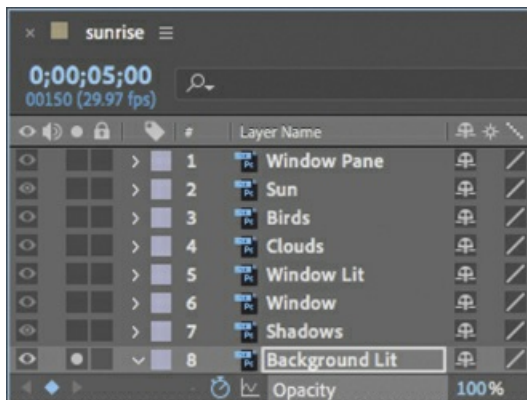 × sunrise
0;00;05;00
00150 (29.97 fps)
# Layer Name
1 Window Pane
2 Sun
3 Birds
4 Clouds
5 Window Lit
6 Window
7 Shadows
8 Background Lit
Opacity 100%